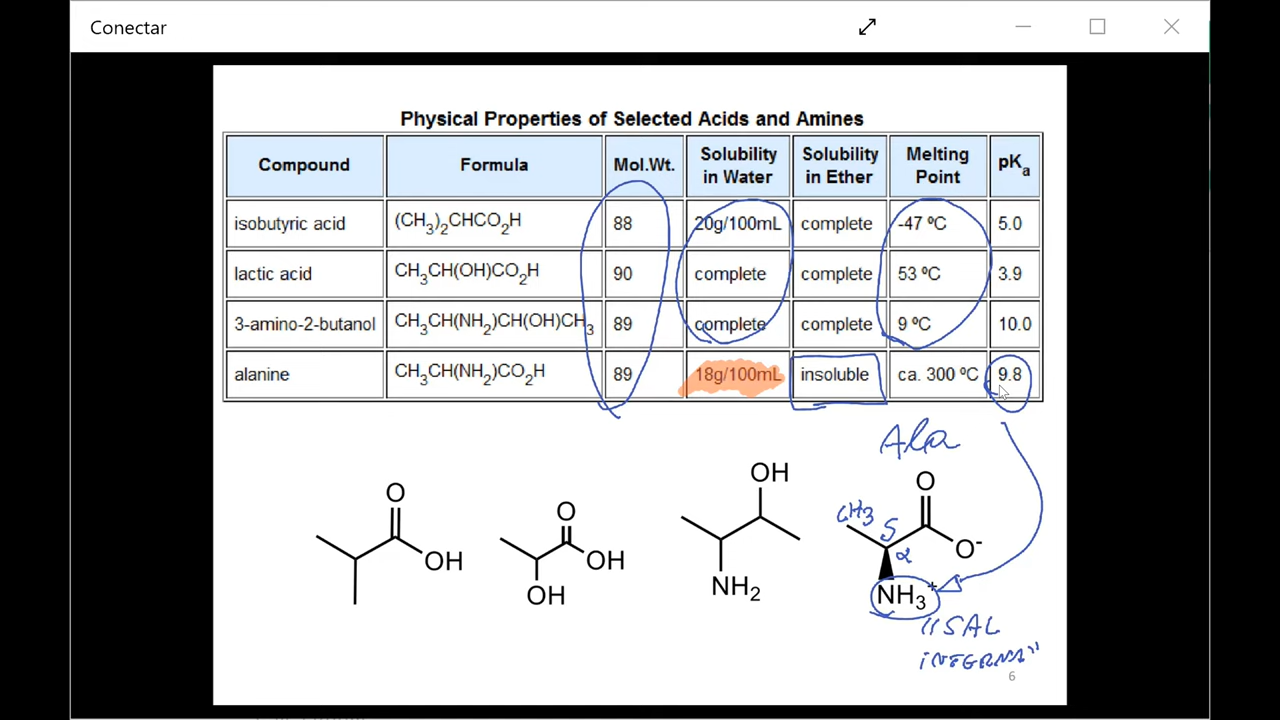 Conectar
Physical Properties of Selected Acids and Amines
Compound Formula Mol.Wt. Solubility in Water Solubility in Ether Melting Point pKa
isobutyric acid (CH3)2CHCO2H 88 20g/100mL complete -47 ºC 5.0
lactic acid CH3CH(OH)CO2H 90 complete complete 53 ºC 3.9
3-amino-2-butanol CH3CH(NH2)CH(OH)CH3 89 complete complete 9 ºC 10.0
alanine CH3CH(NH2)CO2H 89 18g/100mL insoluble ca. 300 ºC 9.8
Ala
O OH
O OH OH
OH NH2
O CH3 S α O-
NH3+
"SAL
INTERNA"
6